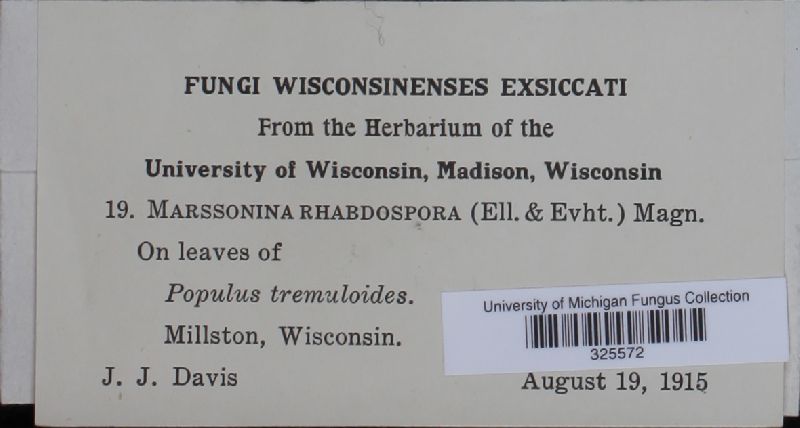 FUNGI WISCONSINENSES EXSICCATI
From the Herbarium of the
University of Wisconsin, Madison, Wisconsin
19. MARSSONINA RHABDOSPORA (Ell. & Evht.) Magn.
On leaves of
Populus tremuloides.
Millston, Wisconsin.
J. J. Davis
August 19, 1915
University of Michigan Fungus Collection
325572